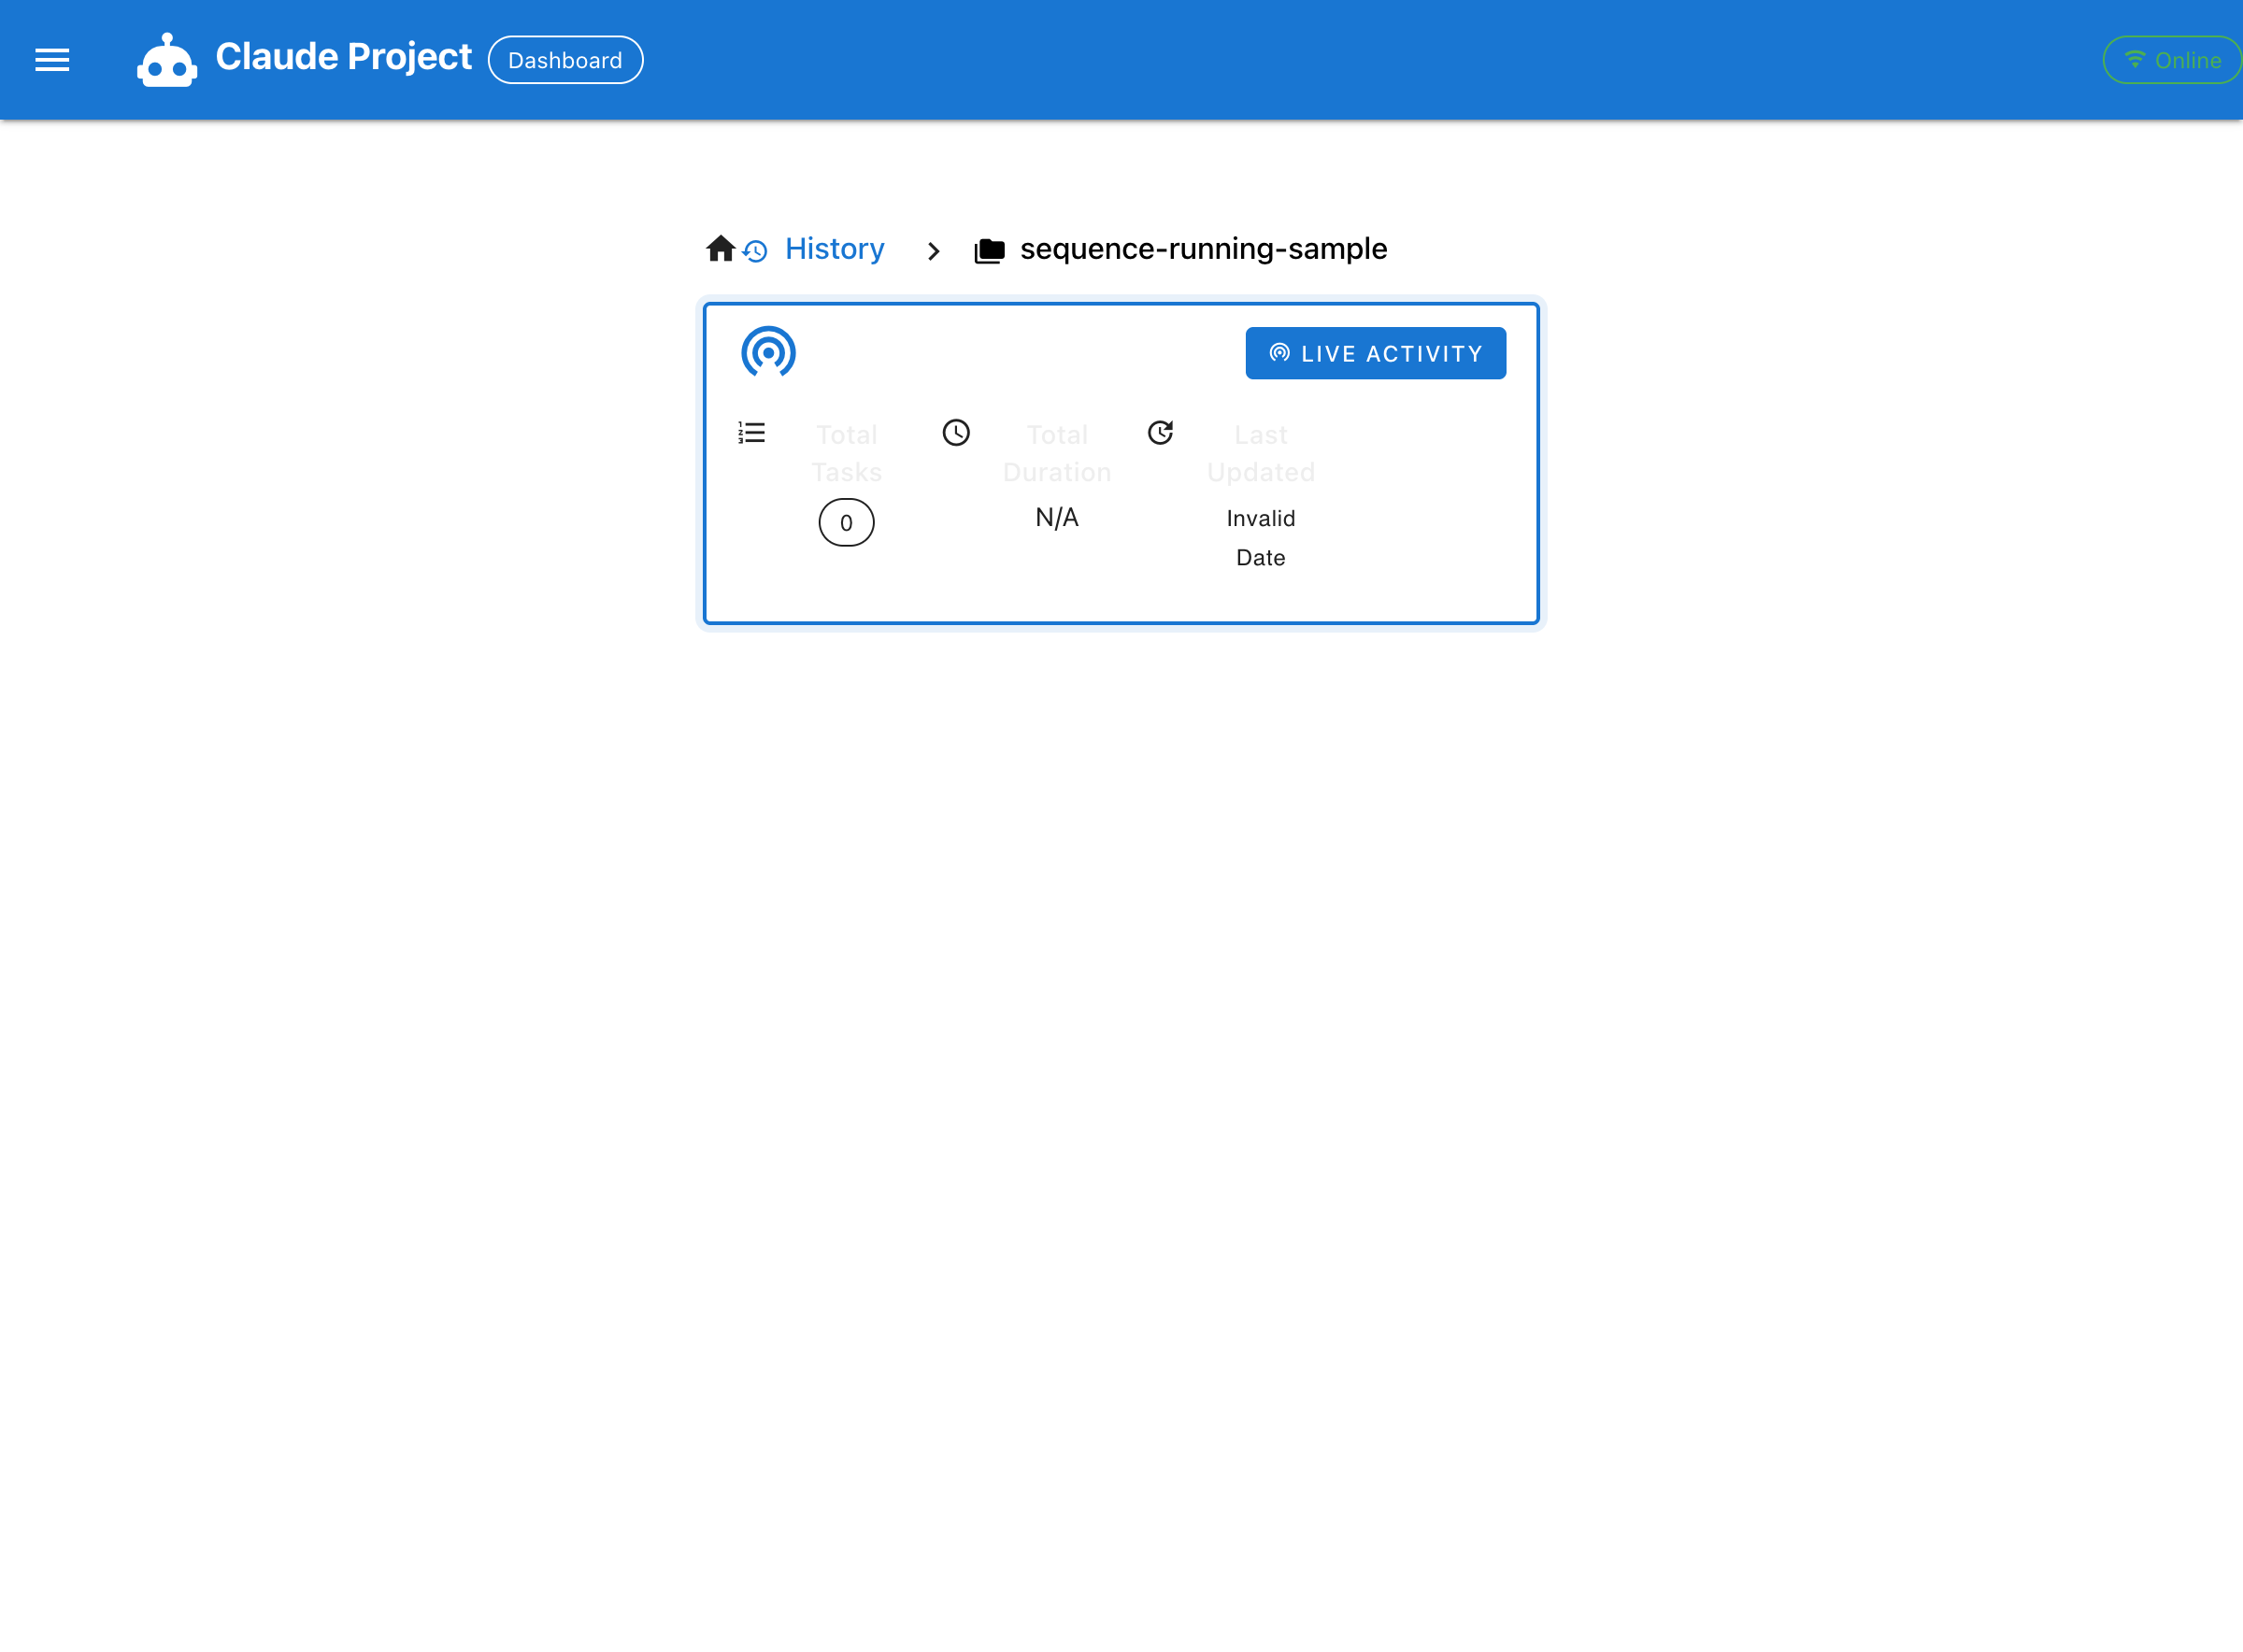 Claude Project
Dashboard
Online
History
sequence-running-sample
LIVE ACTIVITY
Total
Tasks
0
Total
Duration
N/A
Last
Updated
Invalid
Date